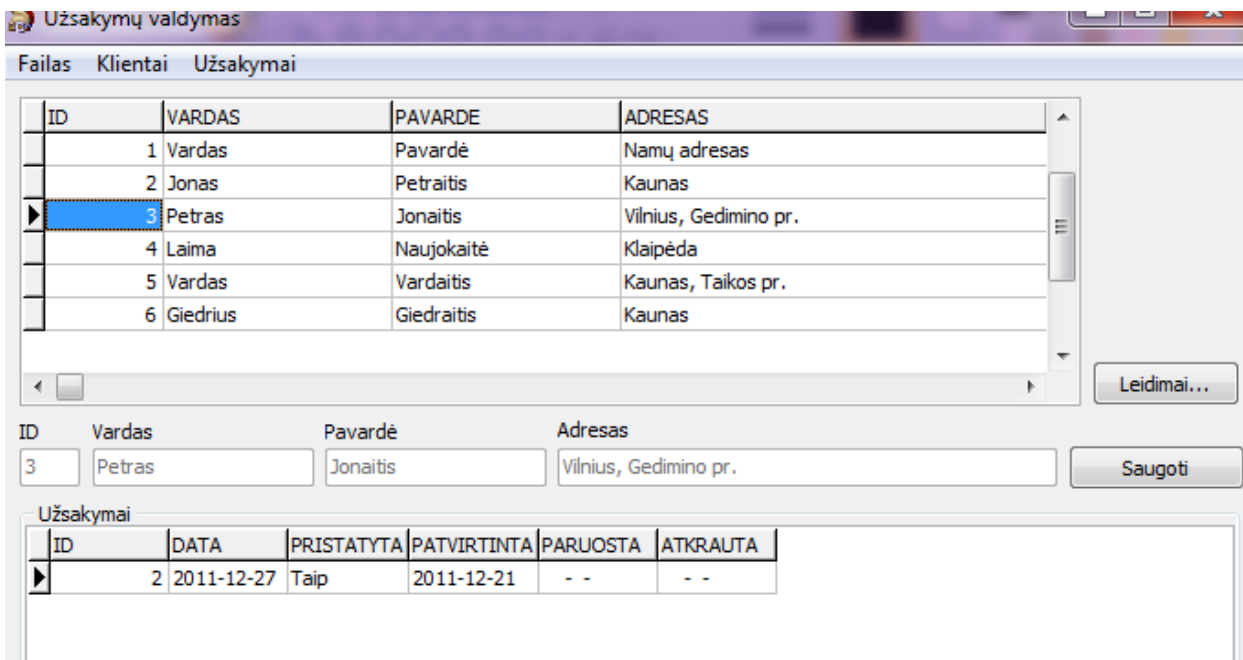 Užsakymų valdymas
Failas Klientai Užsakymai
ID VARDAS PAVARDE ADRESAS
1 Vardas Pavardė Namų adresas
2 Jonas Petraitis Kaunas
3 Petras Jonaitis Vilnius, Gedimino pr.
4 Laima Naujokaitė Klaipėda
5 Vardas Vardaitis Kaunas, Taikos pr.
6 Giedrius Giedraitis Kaunas
Leidimai...
ID Vardas Pavardė Adresas
3 Petras Jonaitis Vilnius, Gedimino pr. Saugoti
Užsakymai
ID DATA PRISTATYTA PATVIRTINTA PARUOSTA ATKRAUTA
2 2011-12-27 Taip 2011-12-21 - - - -